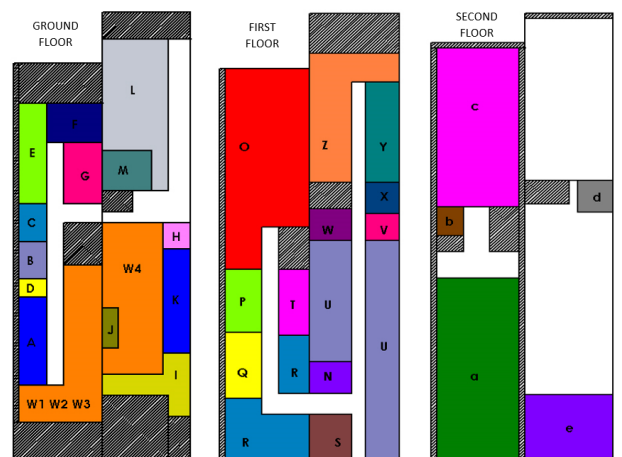 GROUND FLOOR
FIRST FLOOR
SECOND FLOOR
L
F
E
G
M
C
H
B
W4
K
D
J
A
I
W1 W2 W3
O
Z
Y
X
W
V
P
T
U
U
Q
R
N
R
S
c
d
b
a
e